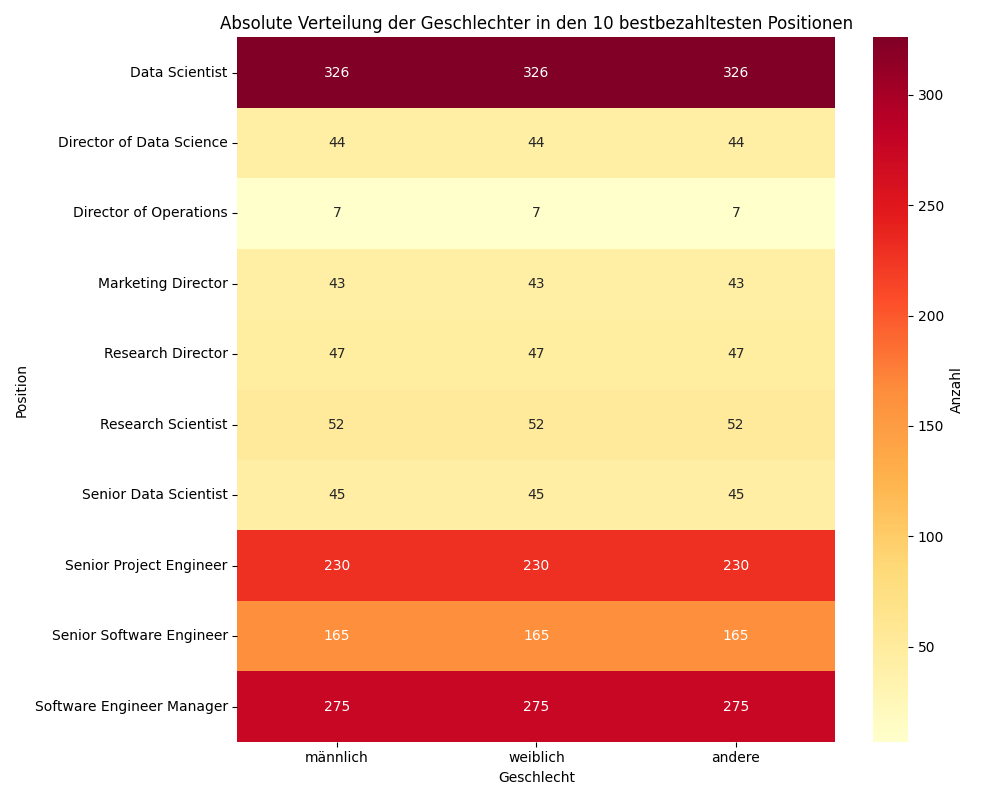 Absolute Verteilung der Geschlechter in den 10 bestbezahltesten Positionen
Position
Data Scientist 326 326 326
Director of Data Science 44 44 44
Director of Operations 7 7 7
Marketing Director 43 43 43
Research Director 47 47 47
Research Scientist 52 52 52
Senior Data Scientist 45 45 45
Senior Project Engineer 230 230 230
Senior Software Engineer 165 165 165
Software Engineer Manager 275 275 275
männlich weiblich andere
Geschlecht
300
250
200
150
100
50
Anzahl